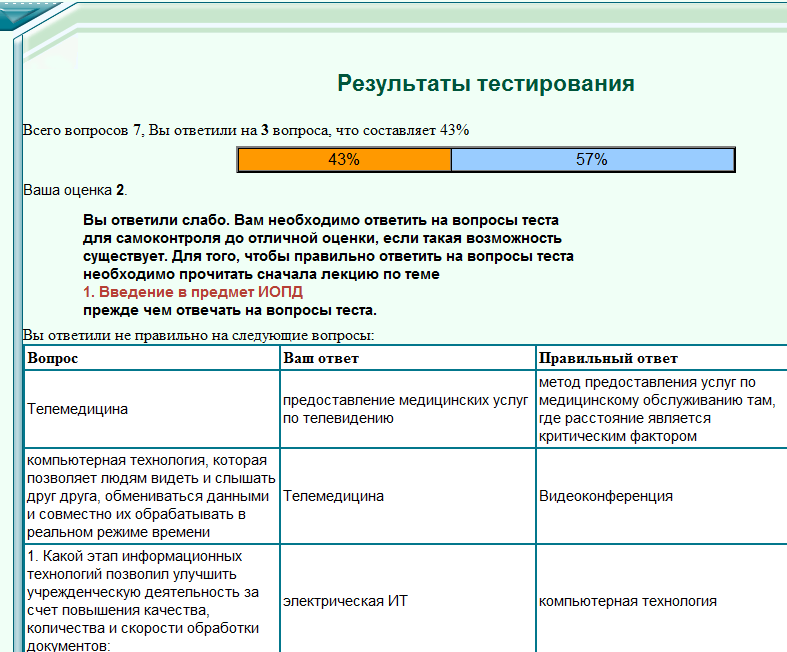 Результаты тестирования
Всего вопросов 7, Вы ответили на 3 вопроса, что составляет 43%
43% 57%
Ваша оценка 2.
Вы ответили слабо. Вам необходимо ответить на вопросы теста
для самоконтроля до отличной оценки, если такая возможность
существует. Для того, чтобы правильно ответить на вопросы теста
необходимо прочитать сначала лекцию по теме
1. Введение в предмет ИОПД
прежде чем отвечать на вопросы теста.
Вы ответили не правильно на следующие вопросы:
Вопрос
Ваш ответ
Правильный ответ
Телемедицина
предоставление медицинских услуг
по телевидению
метод предоставления услуг по
медицинскому обслуживанию там,
где расстояние является
критическим фактором
компьютерная технология, которая
позволяет людям видеть и слышать
друг друга, обмениваться данными
и совместно их обрабатывать в
реальном режиме времени
Телемедицина
Видеоконференция
1. Какой этап информационных
технологий позволил улучшить
учрежденческую деятельность за
счет повышения качества,
количества и скорости обработки
документов:
электрическая ИТ
компьютерная технология